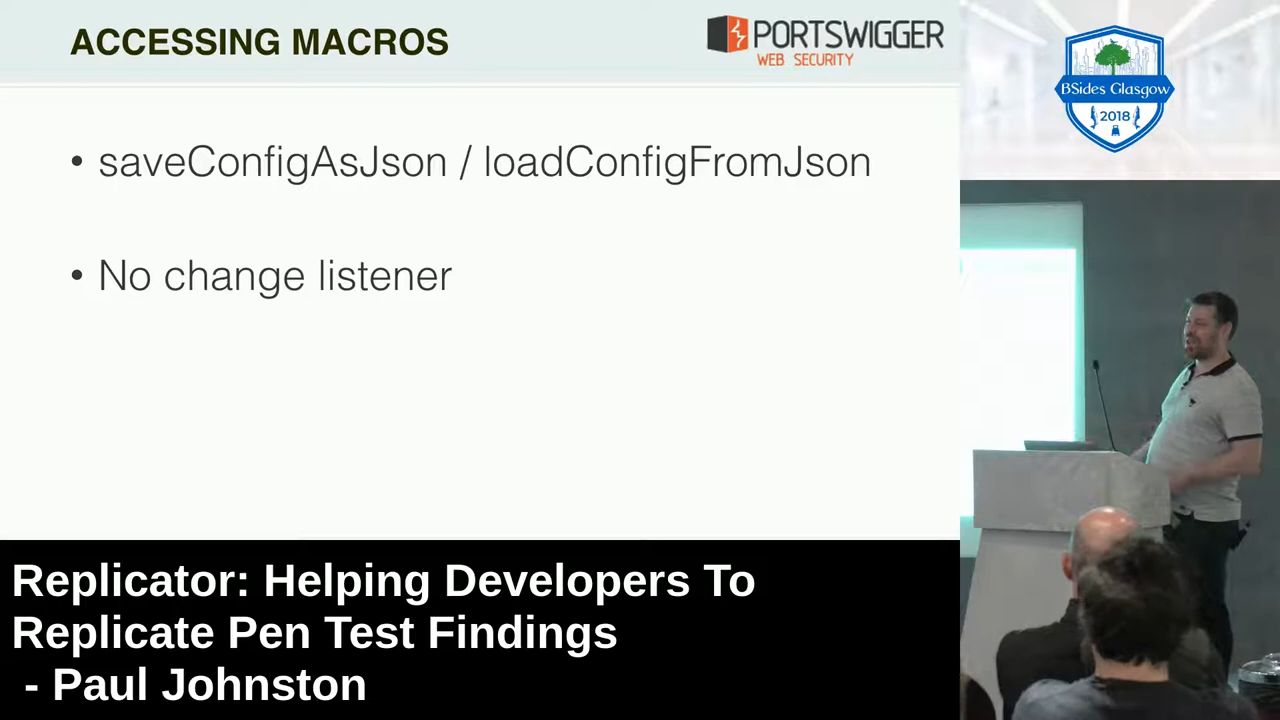 ACCESSING MACROS
PORTSWIGGER
WEB SECURITY
• saveConfigAsJson / loadConfigFromJson
• No change listener
BSides Glasgow
2018
Replicator: Helping Developers To
Replicate Pen Test Findings
- Paul Johnston